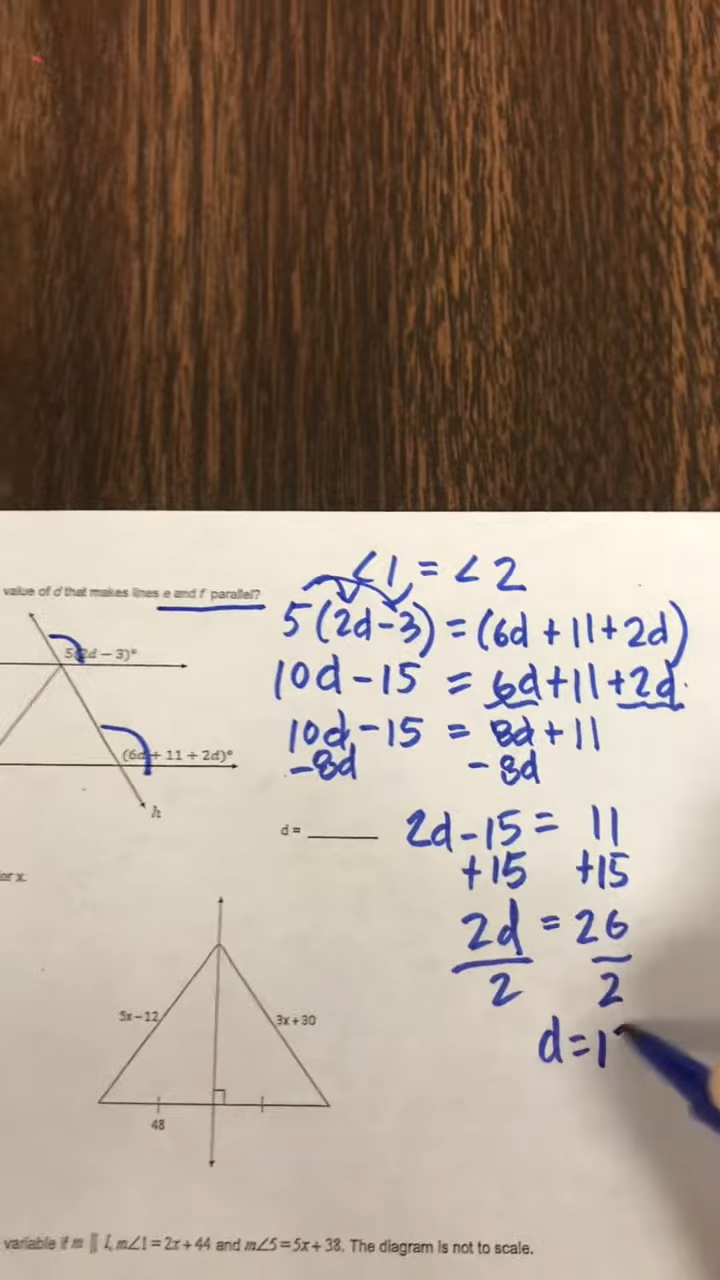 ∠1 = ∠2
value of d that makes lines e and f parallel?
5(2d-3) = (6d+11+2d)
5(2d − 3)°
10d-15 = 6d+11+2d
10d-15 = 8d+11
-8d -8d
(6d + 11 + 2d)°
h
d =
2d-15 = 11
+15 +15
or x.
2d = 26
2 2
5x−12
3x+30
d=1
48
variable if m ∥ l, m∠1 = 2x + 44 and m∠5 = 5x + 38. The diagram is not to scale.